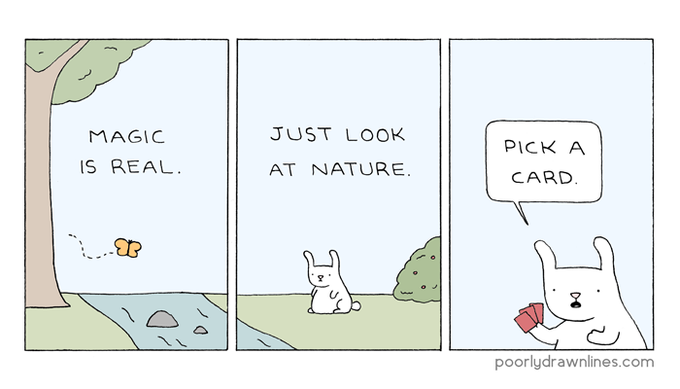 MAGIC
IS REAL.
JUST LOOK
AT NATURE.
PICK A
CARD.
poorlydrawnlines.com